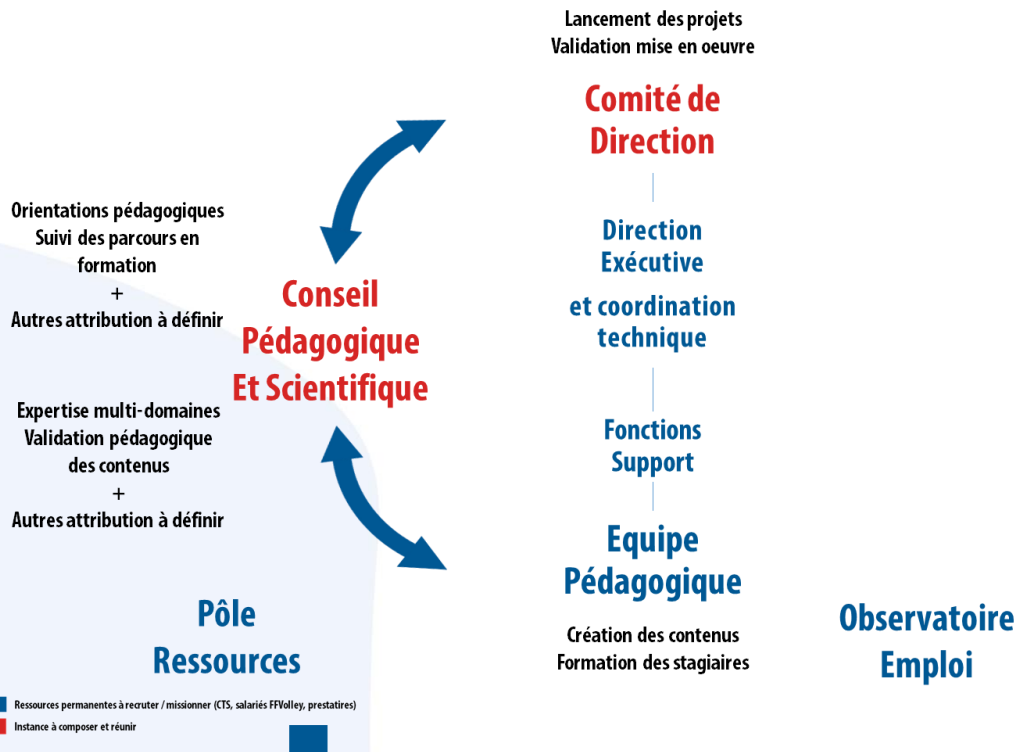 Lancement des projets
Validation mise en oeuvre
Comité de
Direction
Orientations pédagogiques
Suivi des parcours en
formation
+
Autres attribution à définir
Direction
Exécutive
et coordination
technique
Conseil
Pédagogique
Et Scientifique
Expertise multi-domaines
Validation pédagogique
des contenus
+
Autres attribution à définir
Fonctions
Support
Equipe
Pédagogique
Création des contenus
Formation des stagiaires
Pôle
Ressources
Observatoire
Emploi
Ressources permanentes à recruter / missionner (CTS, salariés FFVolley, prestatires)
Instance à composer et réunir